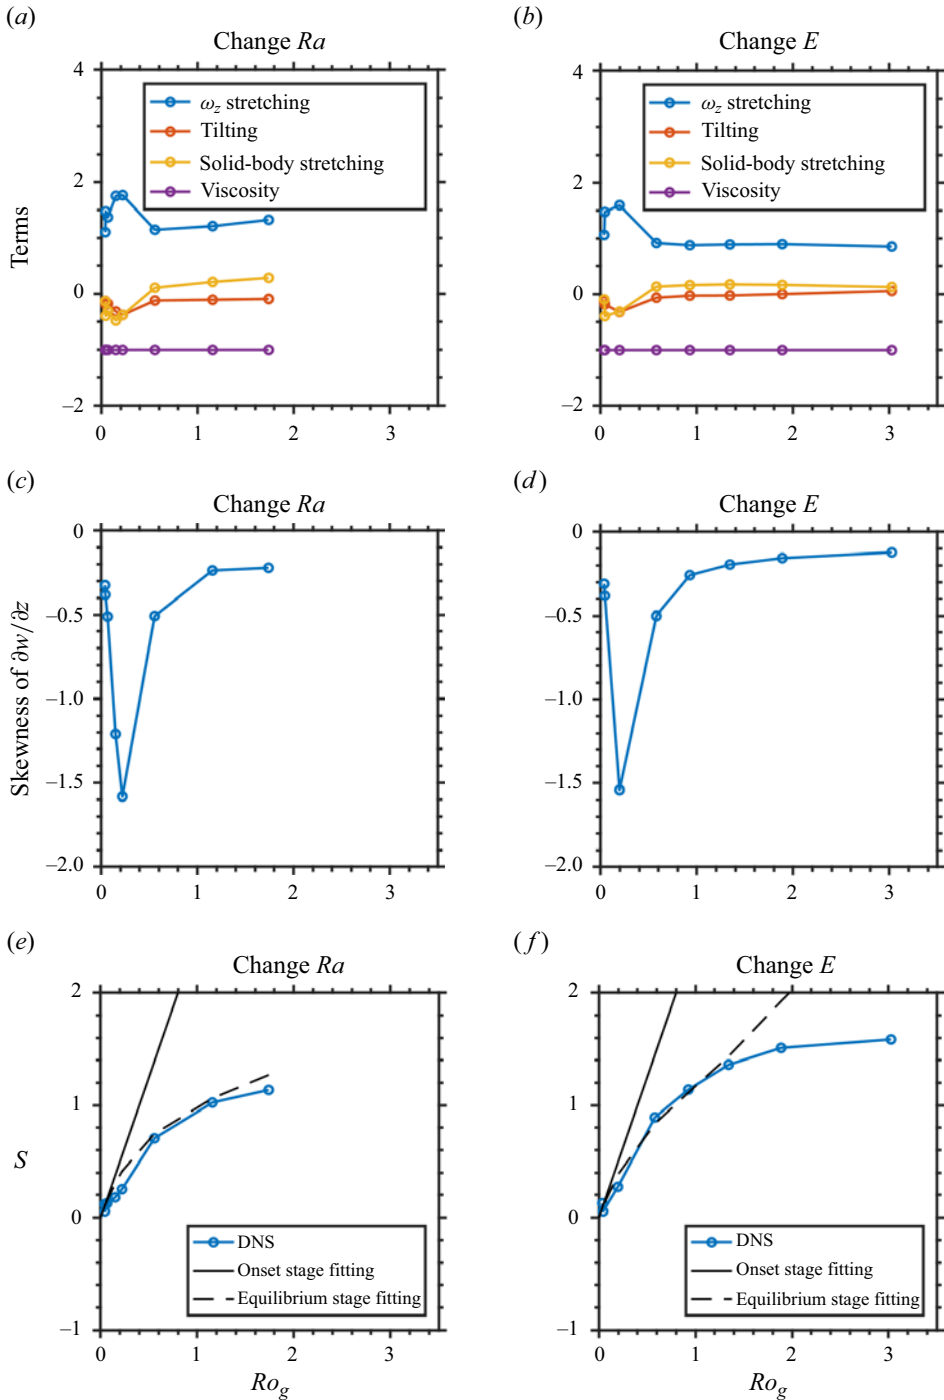 (a)
Change Ra
4
2
0
−2
Terms
ωz stretching
Tilting
Solid-body stretching
Viscosity
0 1 2 3
(b)
Change E
4
2
0
−2
ωz stretching
Tilting
Solid-body stretching
Viscosity
0 1 2 3
(c)
Change Ra
0
−0.5
−1.0
−1.5
−2.0
Skewness of ∂w/∂z
0 1 2 3
(d)
Change E
0
−0.5
−1.0
−1.5
−2.0
0 1 2 3
(e)
Change Ra
2
1
0
−1
S
DNS
Onset stage fitting
Equilibrium stage fitting
0 1 2 3
Rog
(f)
Change E
2
1
0
−1
DNS
Onset stage fitting
Equilibrium stage fitting
0 1 2 3
Rog